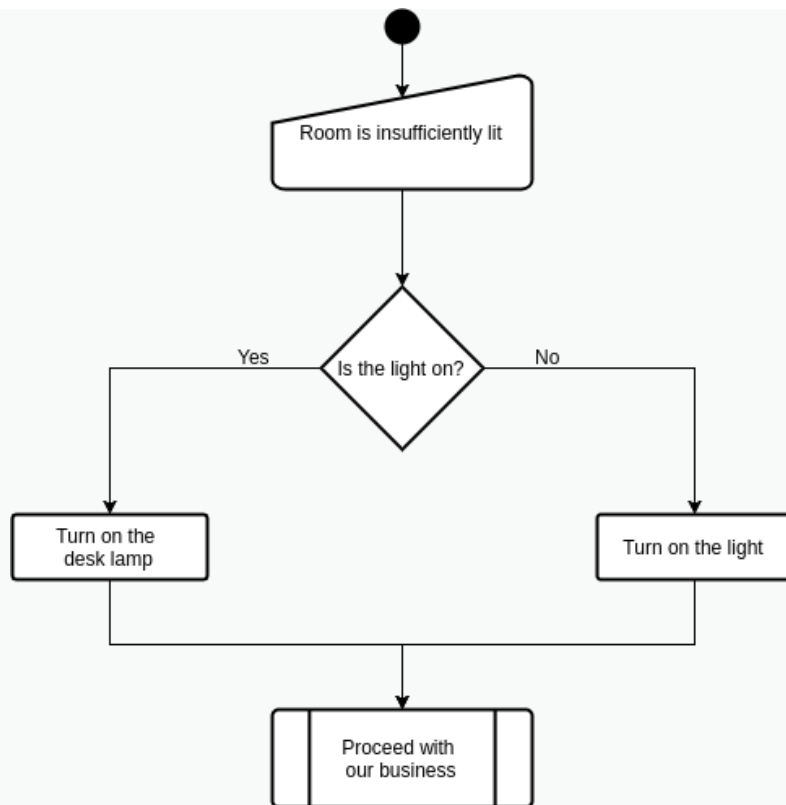 Room is insufficiently lit
Is the light on?
Yes
No
Turn on the
desk lamp
Turn on the light
Proceed with
our business